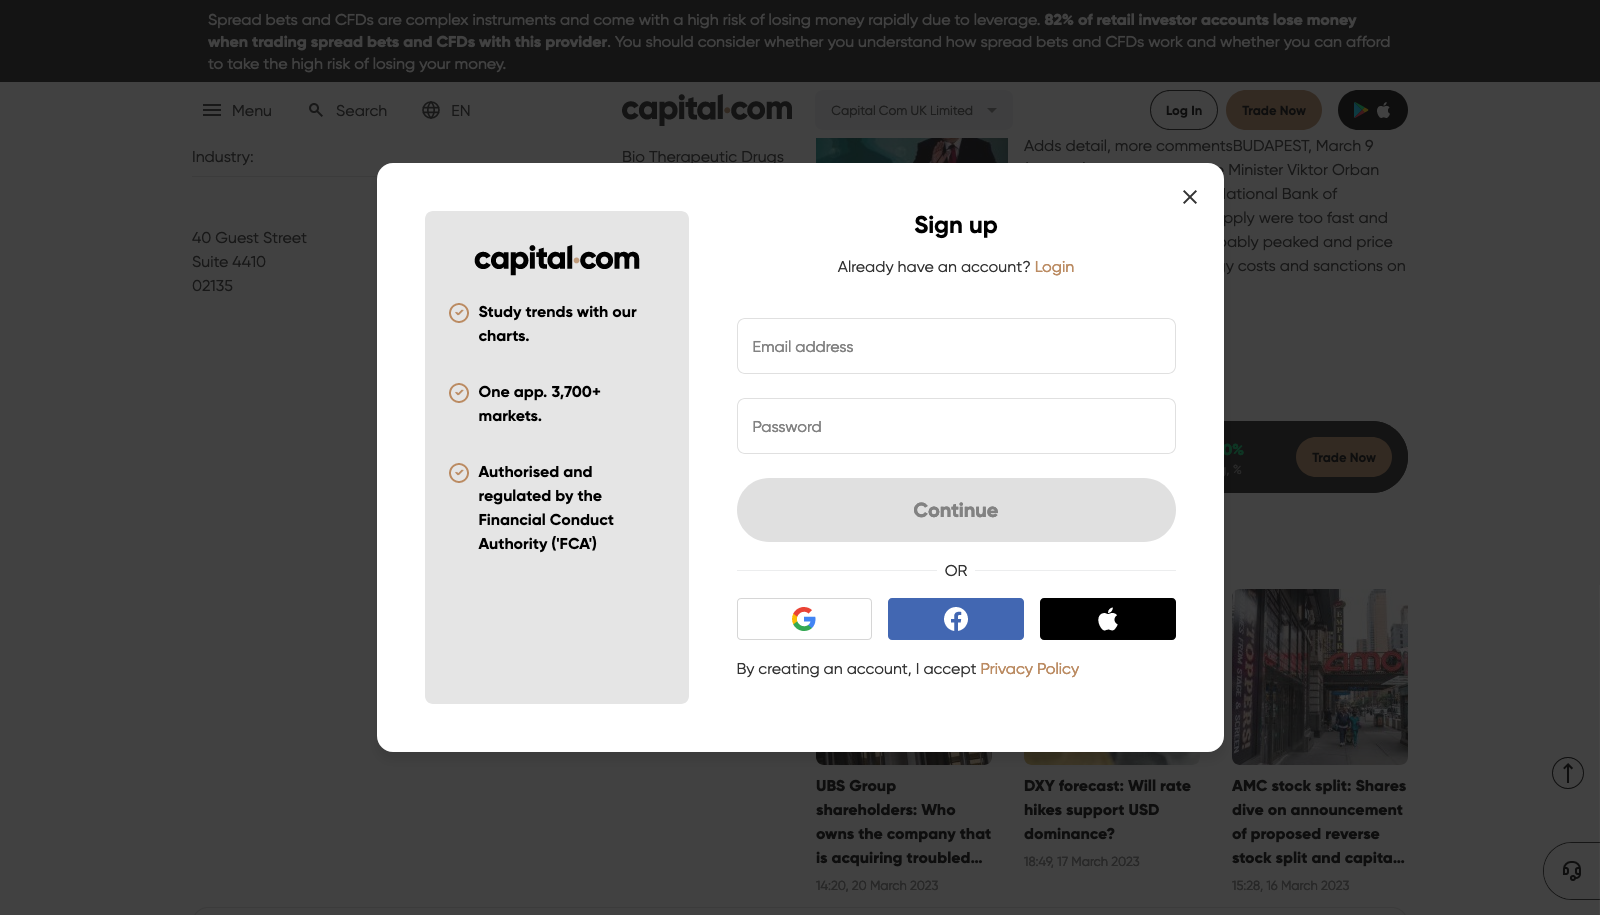 Spread bets and CFDs are complex instruments and come with a high risk of losing money rapidly due to leverage. 82% of retail investor accounts lose money
when trading spread bets and CFDs with this provider. You should consider whether you understand how spread bets and CFDs work and whether you can afford
to take the high risk of losing your money.
Menu
Search
EN
capital.com
Capital Com UK Limited
Log In
Trade Now
Industry:
Bio Therapeutic Drugs
40 Guest Street
Suite 4410
02135
Adds detail, more commentsBUDAPEST, March 9
Minister Viktor Orban
National Bank of
pply were too fast and
bably peaked and price
y costs and sanctions on
capital.com
Study trends with our
charts.
One app. 3,700+
markets.
Authorised and
regulated by the
Financial Conduct
Authority ('FCA')
Sign up
Already have an account? Login
Email address
Password
Continue
OR
By creating an account, I accept Privacy Policy
0%
%
Trade Now
UBS Group
shareholders: Who
owns the company that
is acquiring troubled...
14:20, 20 March 2023
DXY forecast: Will rate
hikes support USD
dominance?
18:49, 17 March 2023
amc
AMC stock split: Shares
dive on announcement
of proposed reverse
stock split and capita...
15:28, 16 March 2023